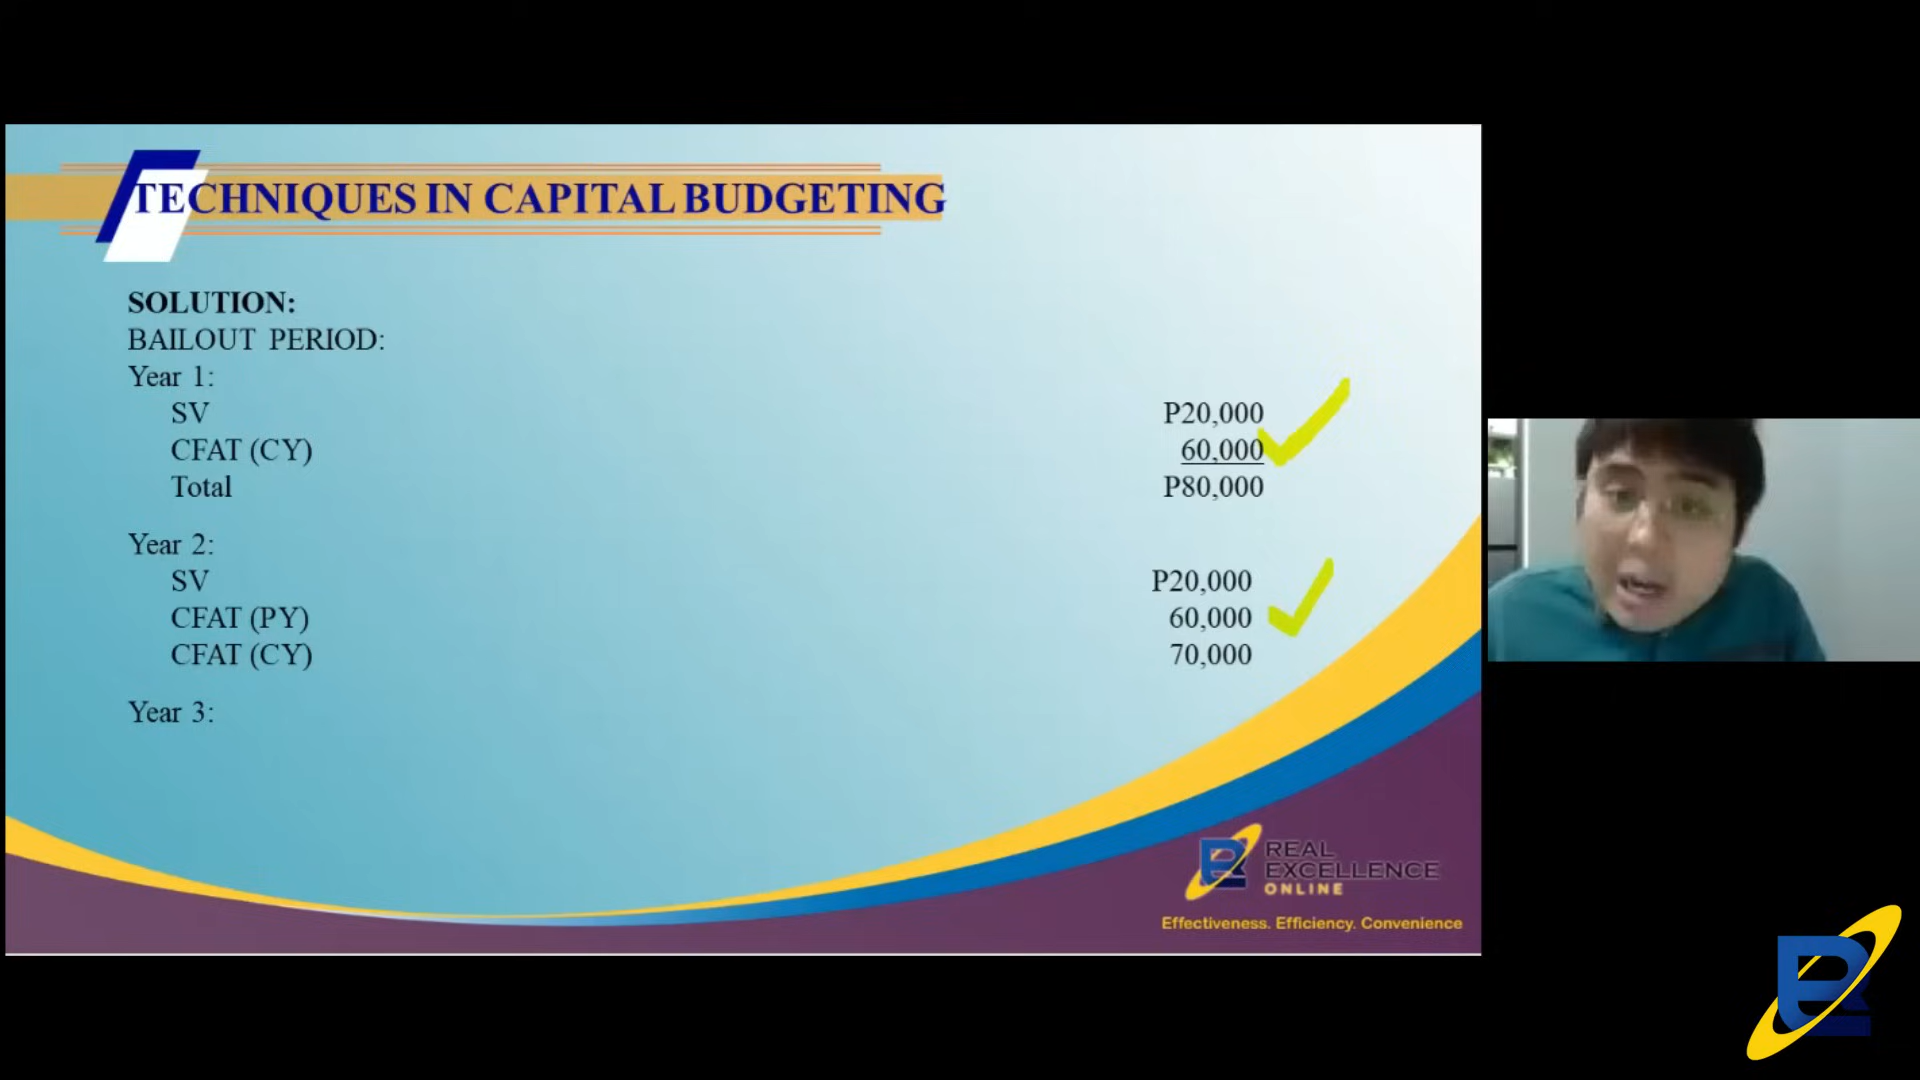 TECHNIQUES IN CAPITAL BUDGETING
SOLUTION:
BAILOUT PERIOD:
Year 1:
SV P20,000
CFAT (CY) 60,000
Total P80,000
Year 2:
SV P20,000
CFAT (PY) 60,000
CFAT (CY) 70,000
Year 3:
REAL
EXCELLENCE
ONLINE
Effectiveness. Efficiency. Convenience